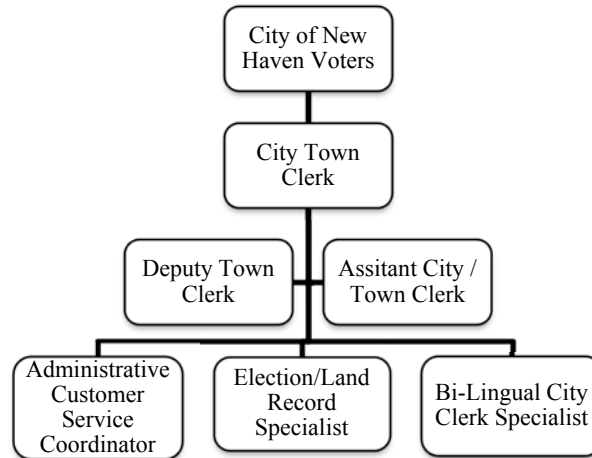 City of New
Haven Voters
City Town
Clerk
Deputy Town
Clerk
Assitant City /
Town Clerk
Administrative
Customer
Service
Coordinator
Election/Land
Record
Specialist
Bi-Lingual City
Clerk Specialist